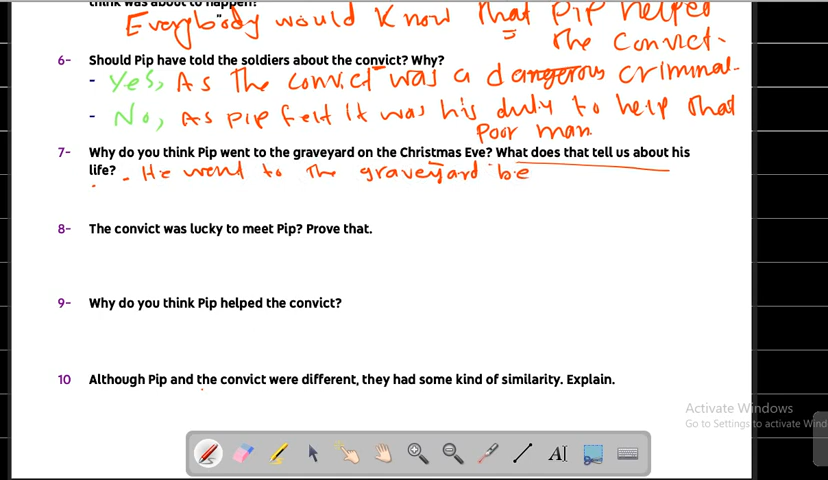 think was about to happen?
Everybody would know that pip helped
the convict.
6- Should Pip have told the soldiers about the convict? Why?
- Yes, As the convict was a dangerous criminal.
- No, As pip felt it was his duty to help that
Poor man
7- Why do you think Pip went to the graveyard on the Christmas Eve? What does that tell us about his
life? - He went to the graveyard be
8- The convict was lucky to meet Pip? Prove that.
9- Why do you think Pip helped the convict?
10 Although Pip and the convict were different, they had some kind of similarity. Explain.
Activate Windows
Go to Settings to activate Wind
AI